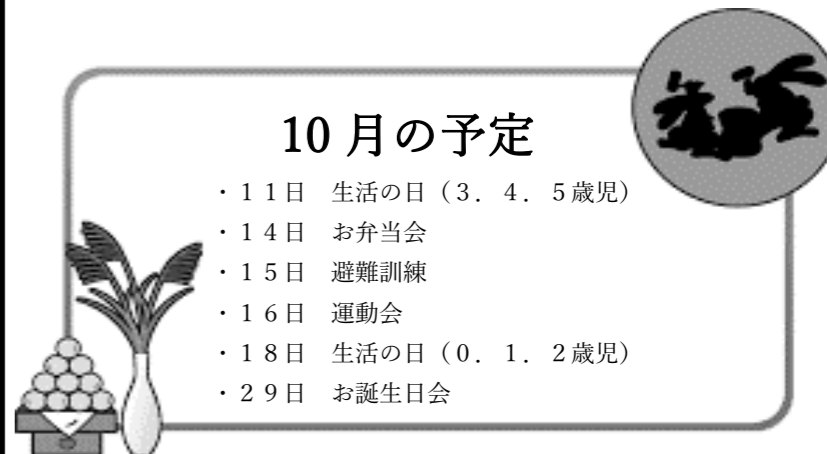 10月の予定
・１１日　生活の日（３．４．５歳児）
・１４日　お弁当会
・１５日　避難訓練
・１６日　運動会
・１８日　生活の日（０．１．２歳児）
・２９日　お誕生日会